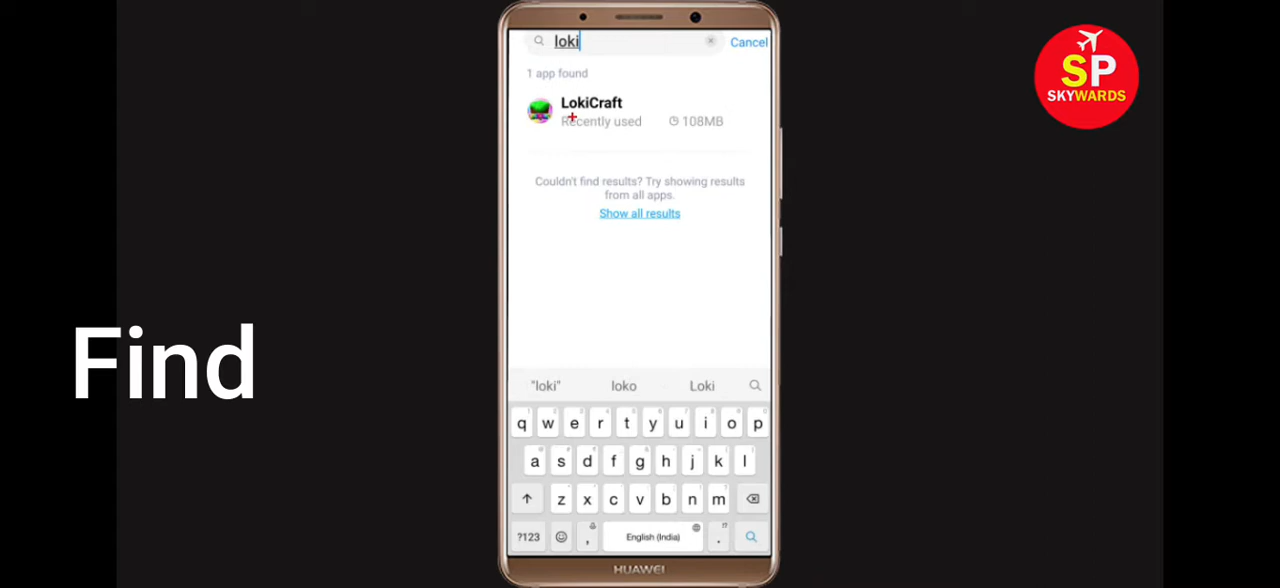 loki
Cancel
1 app found
LokiCraft
Recently used 108MB
Couldn't find results? Try showing results
from all apps.
Show all results
SP
SKYWARDS
Find
"loki" loko Loki
q w e r t y u i o p
a s d f g h j k l
z x c v b n m
?123 , English (India) .
HUAWEI